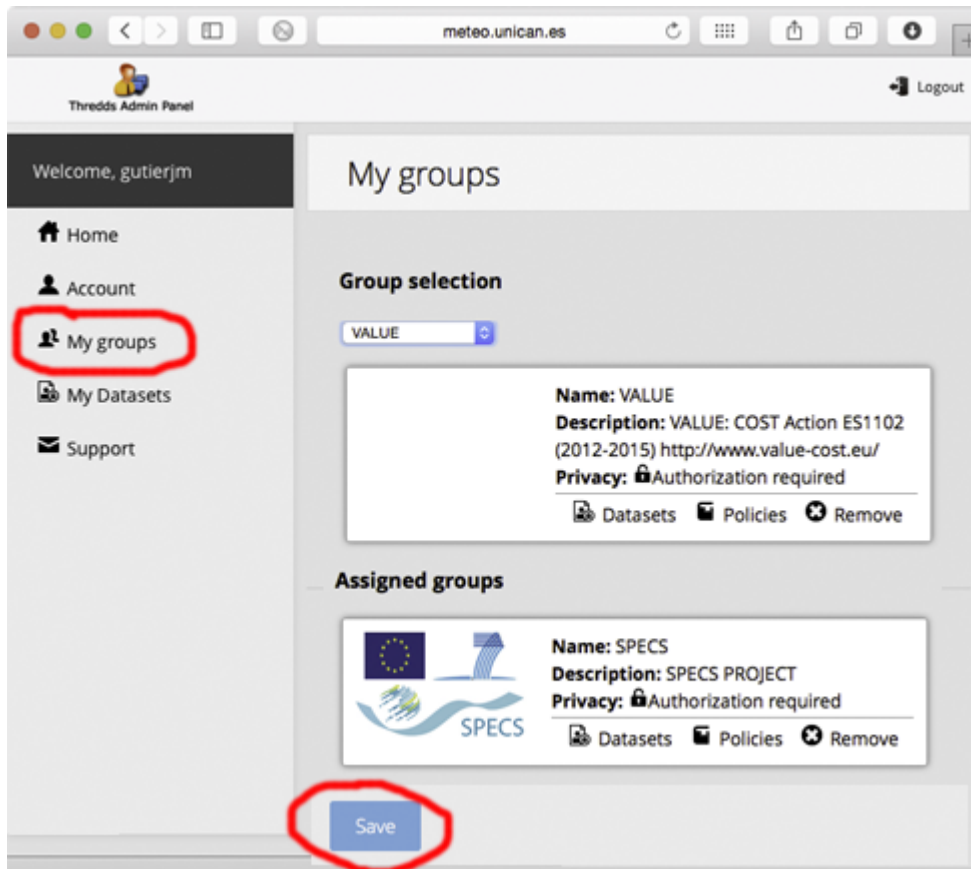 meteo.unican.es
Thredds Admin Panel
Logout
Welcome, gutierjm
My groups
Home
Account
My groups
My Datasets
Support
Group selection
VALUE
Name: VALUE
Description: VALUE: COST Action ES1102
(2012-2015) http://www.value-cost.eu/
Privacy: Authorization required
Datasets Policies Remove
Assigned groups
SPECS
Name: SPECS
Description: SPECS PROJECT
Privacy: Authorization required
Datasets Policies Remove
Save